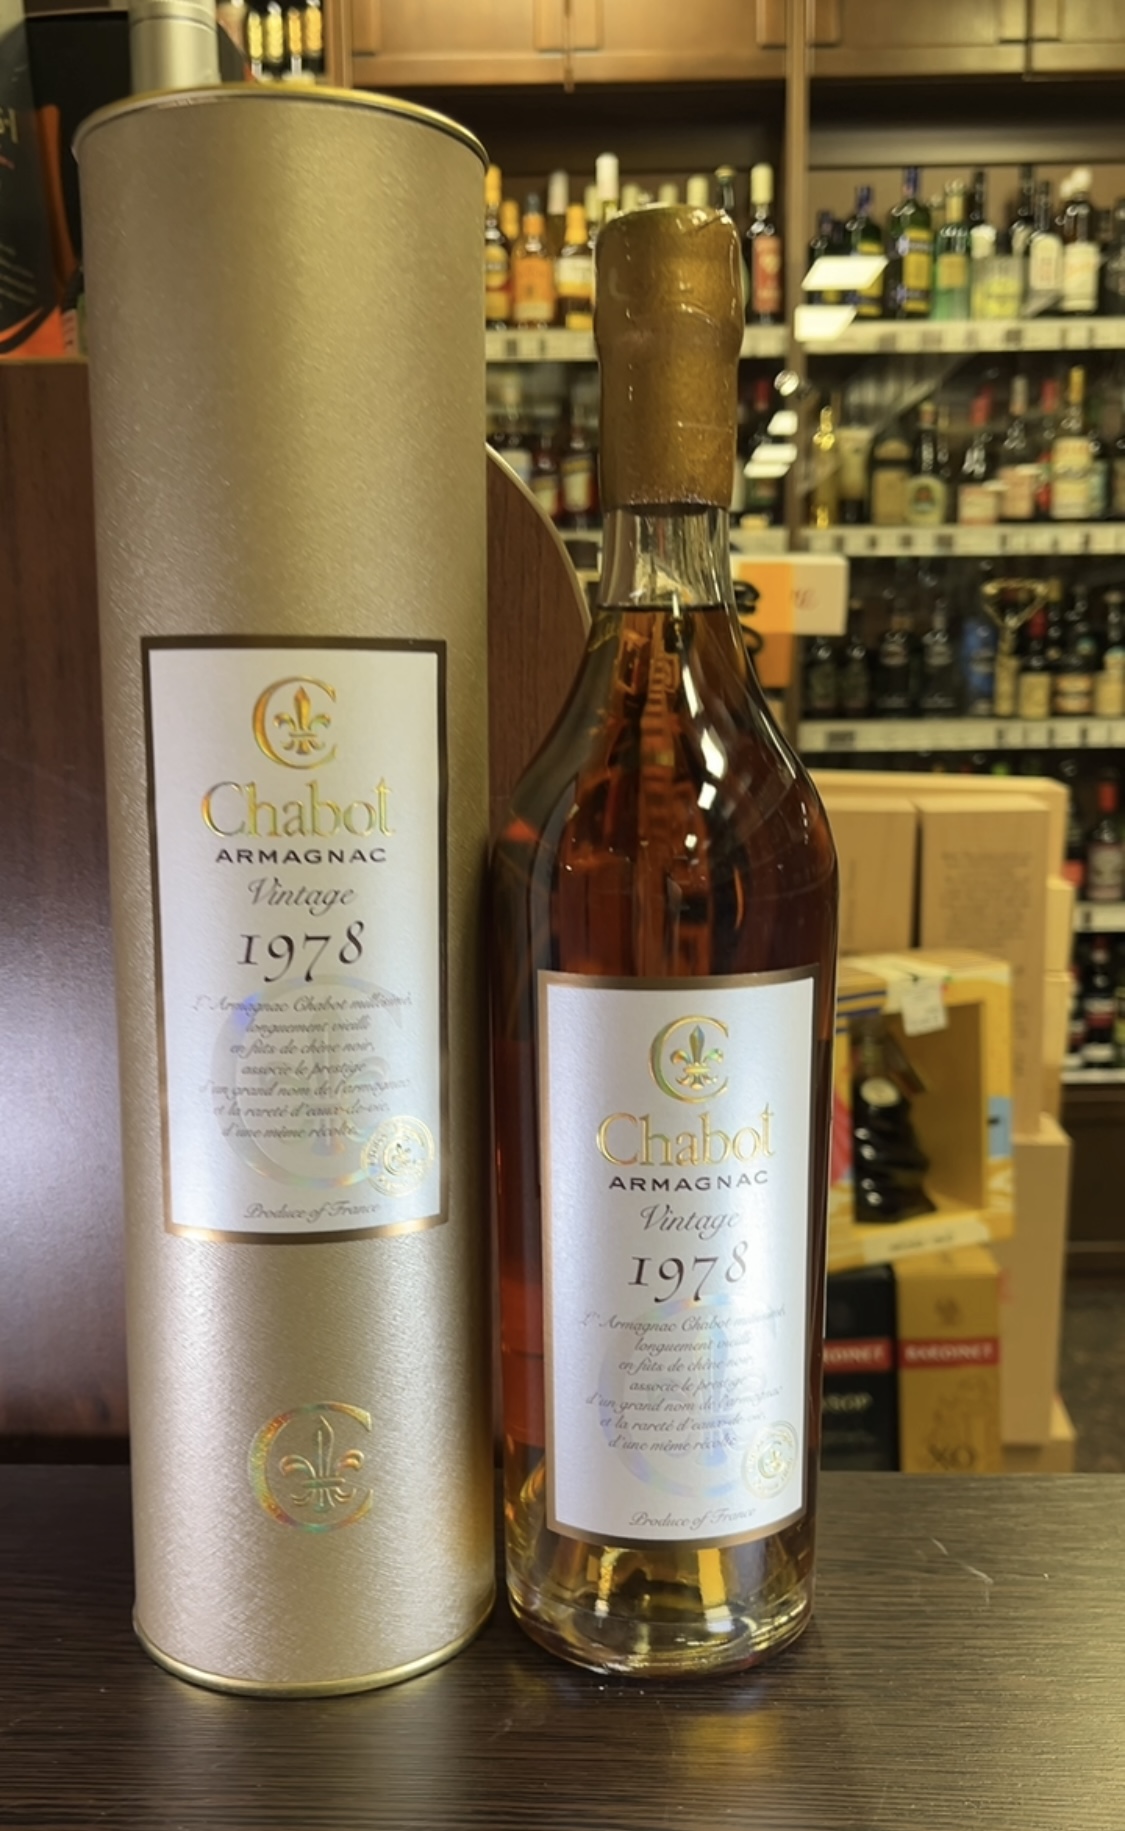 Chabot
ARMAGNAC
Vintage
1978
L'Armagnac Chabot millésimé,
longuement vieilli
en fûts de chêne noir,
associe le prestige
d'un grand nom de l'armagnac
et la rareté d'eaux-de-vie,
d'une même récolte.
Produce of France
Chabot
ARMAGNAC
Vintage
1978
L'Armagnac Chabot millésimé,
longuement vieilli
en fûts de chêne noir,
associe le prestige
d'un grand nom de l'armagnac
et la rareté d'eaux-de-vie,
d'une même récolte.
Produce of France
BARDINET
XO